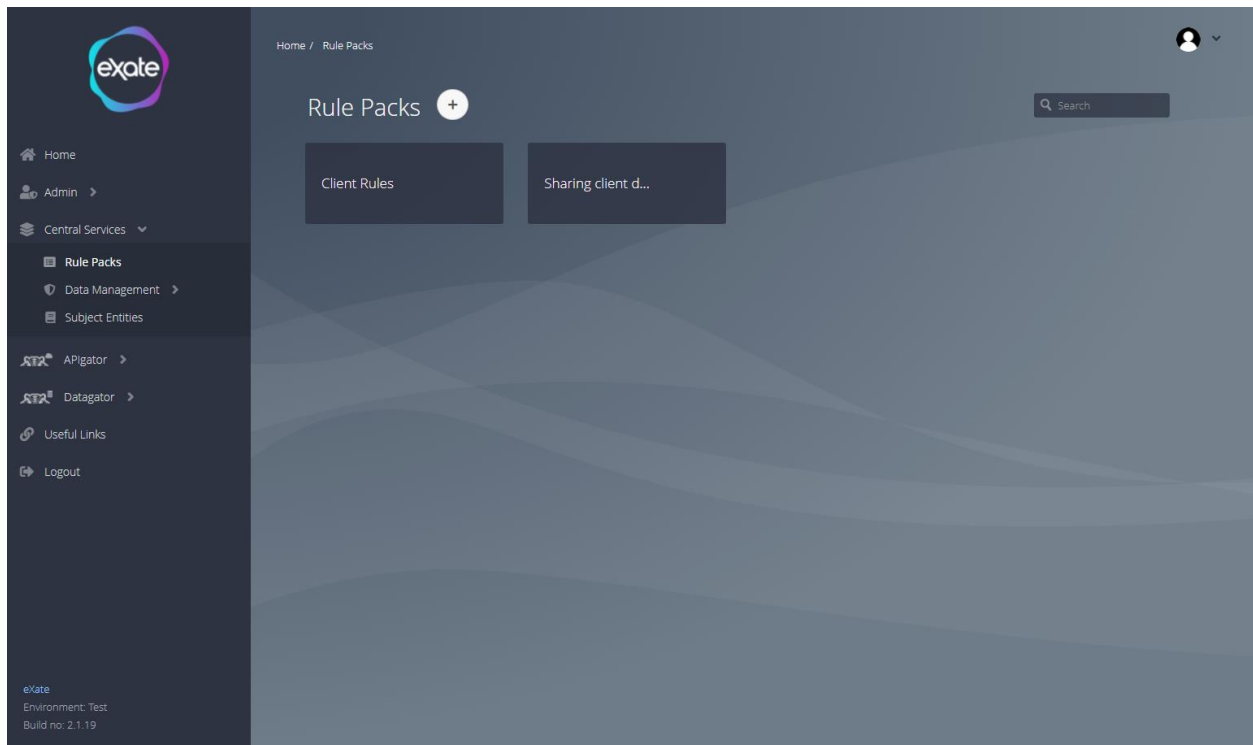 eXate
Home / Rule Packs
Rule Packs +
Search
Home
Admin
Client Rules
Sharing client d...
Central Services
Rule Packs
Data Management
Subject Entities
APIgator
Datagator
Useful Links
Logout
eXate
Environment: Test
Build no: 2.1.19